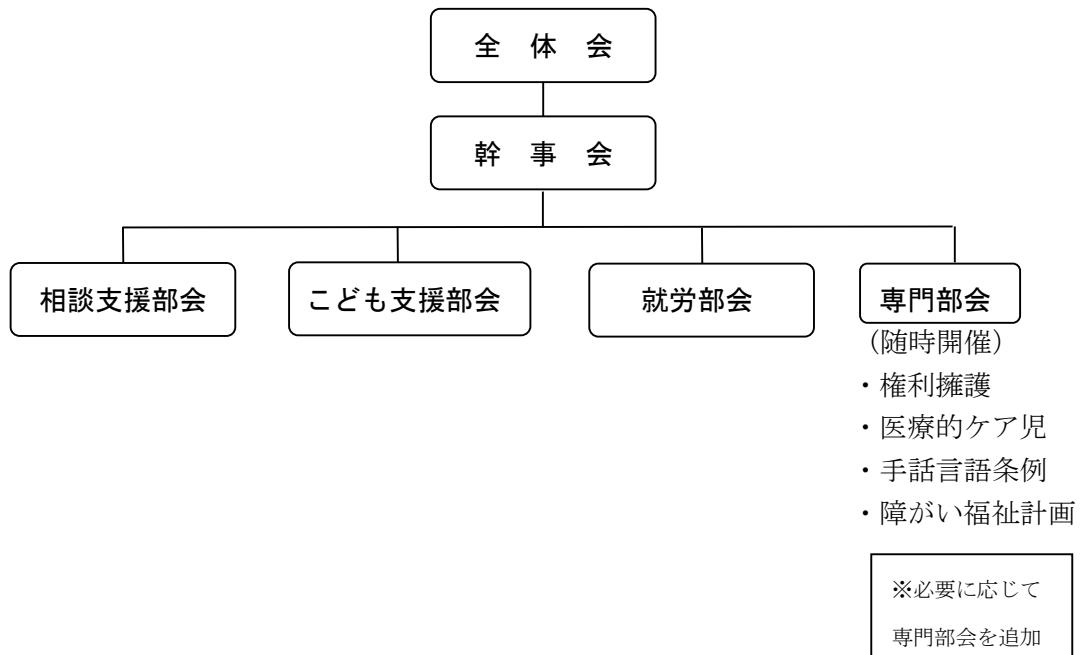 全 体 会
幹 事 会
相談支援部会
こども支援部会
就労部会
専門部会
(随時開催)
・権利擁護
・医療的ケア児
・手話言語条例
・障がい福祉計画
※必要に応じて
専門部会を追加